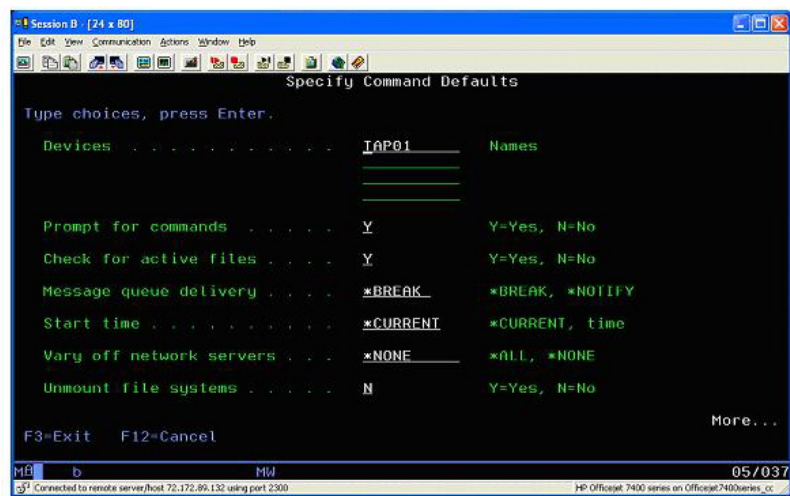 Session B - [24 x 80]
File Edit View Communication Actions Window Help
Specify Command Defaults
Type choices, press Enter.
Devices . . . . . . . . . . . TAP01 Names
Prompt for commands . . . . . Y Y=Yes, N=No
Check for active files . . . . Y Y=Yes, N=No
Message queue delivery . . . . *BREAK *BREAK, *NOTIFY
Start time . . . . . . . . . . *CURRENT *CURRENT, time
Vary off network servers . . . *NONE *ALL, *NONE
Unmount file systems . . . . . N Y=Yes, N=No
More...
F3=Exit F12=Cancel
MA b MW 05/037
Connected to remote server/host 72.172.89.132 using port 2300 HP Officejet 7400 series on Officejet7400series_cc